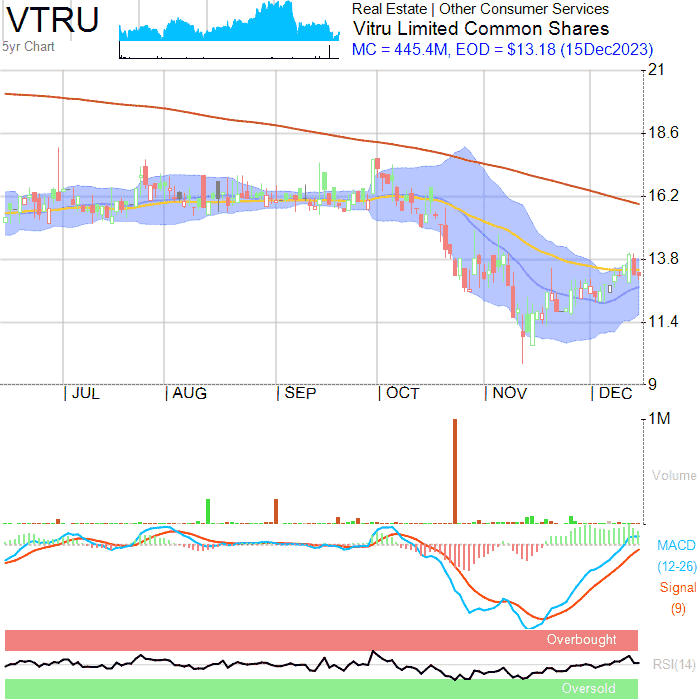 VTRU
5yr Chart
Real Estate | Other Consumer Services
Vitru Limited Common Shares
MC = 445.4M, EOD = $13.18 (15Dec2023)
21
18.6
16.2
13.8
11.4
9
JUL AUG SEP OCT NOV DEC
1M
Volume
MACD
(12-26)
Signal
(9)
Overbought
RSI(14)
Oversold